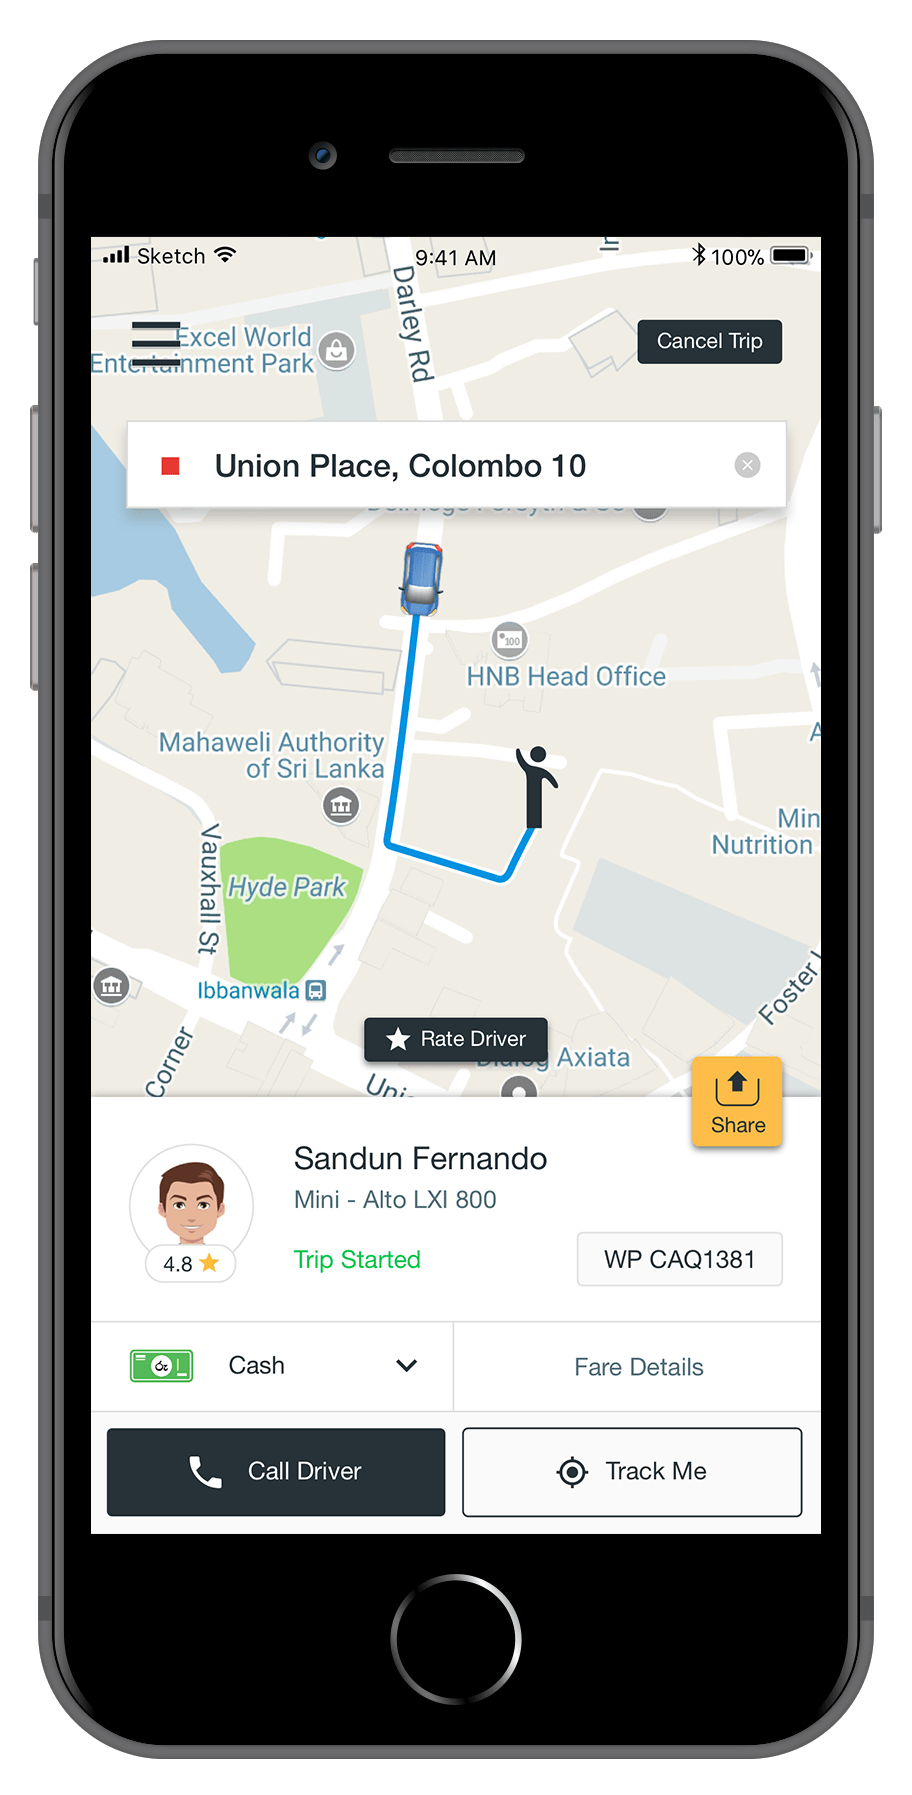 Sketch
9:41 AM
100%
Darley Rd
Excel World
Entertainment Park
Cancel Trip
Union Place, Colombo 10
100
HNB Head Office
Mahaweli Authority
of Sri Lanka
Min
Nutrition
Vauxhall St
Hyde Park
Ibbanwala
Foster
Corner
Rate Driver
Dialog Axiata
Share
Sandun Fernando
Mini - Alto LXI 800
4.8
Trip Started
WP CAQ1381
රු
Cash
Fare Details
Call Driver
Track Me